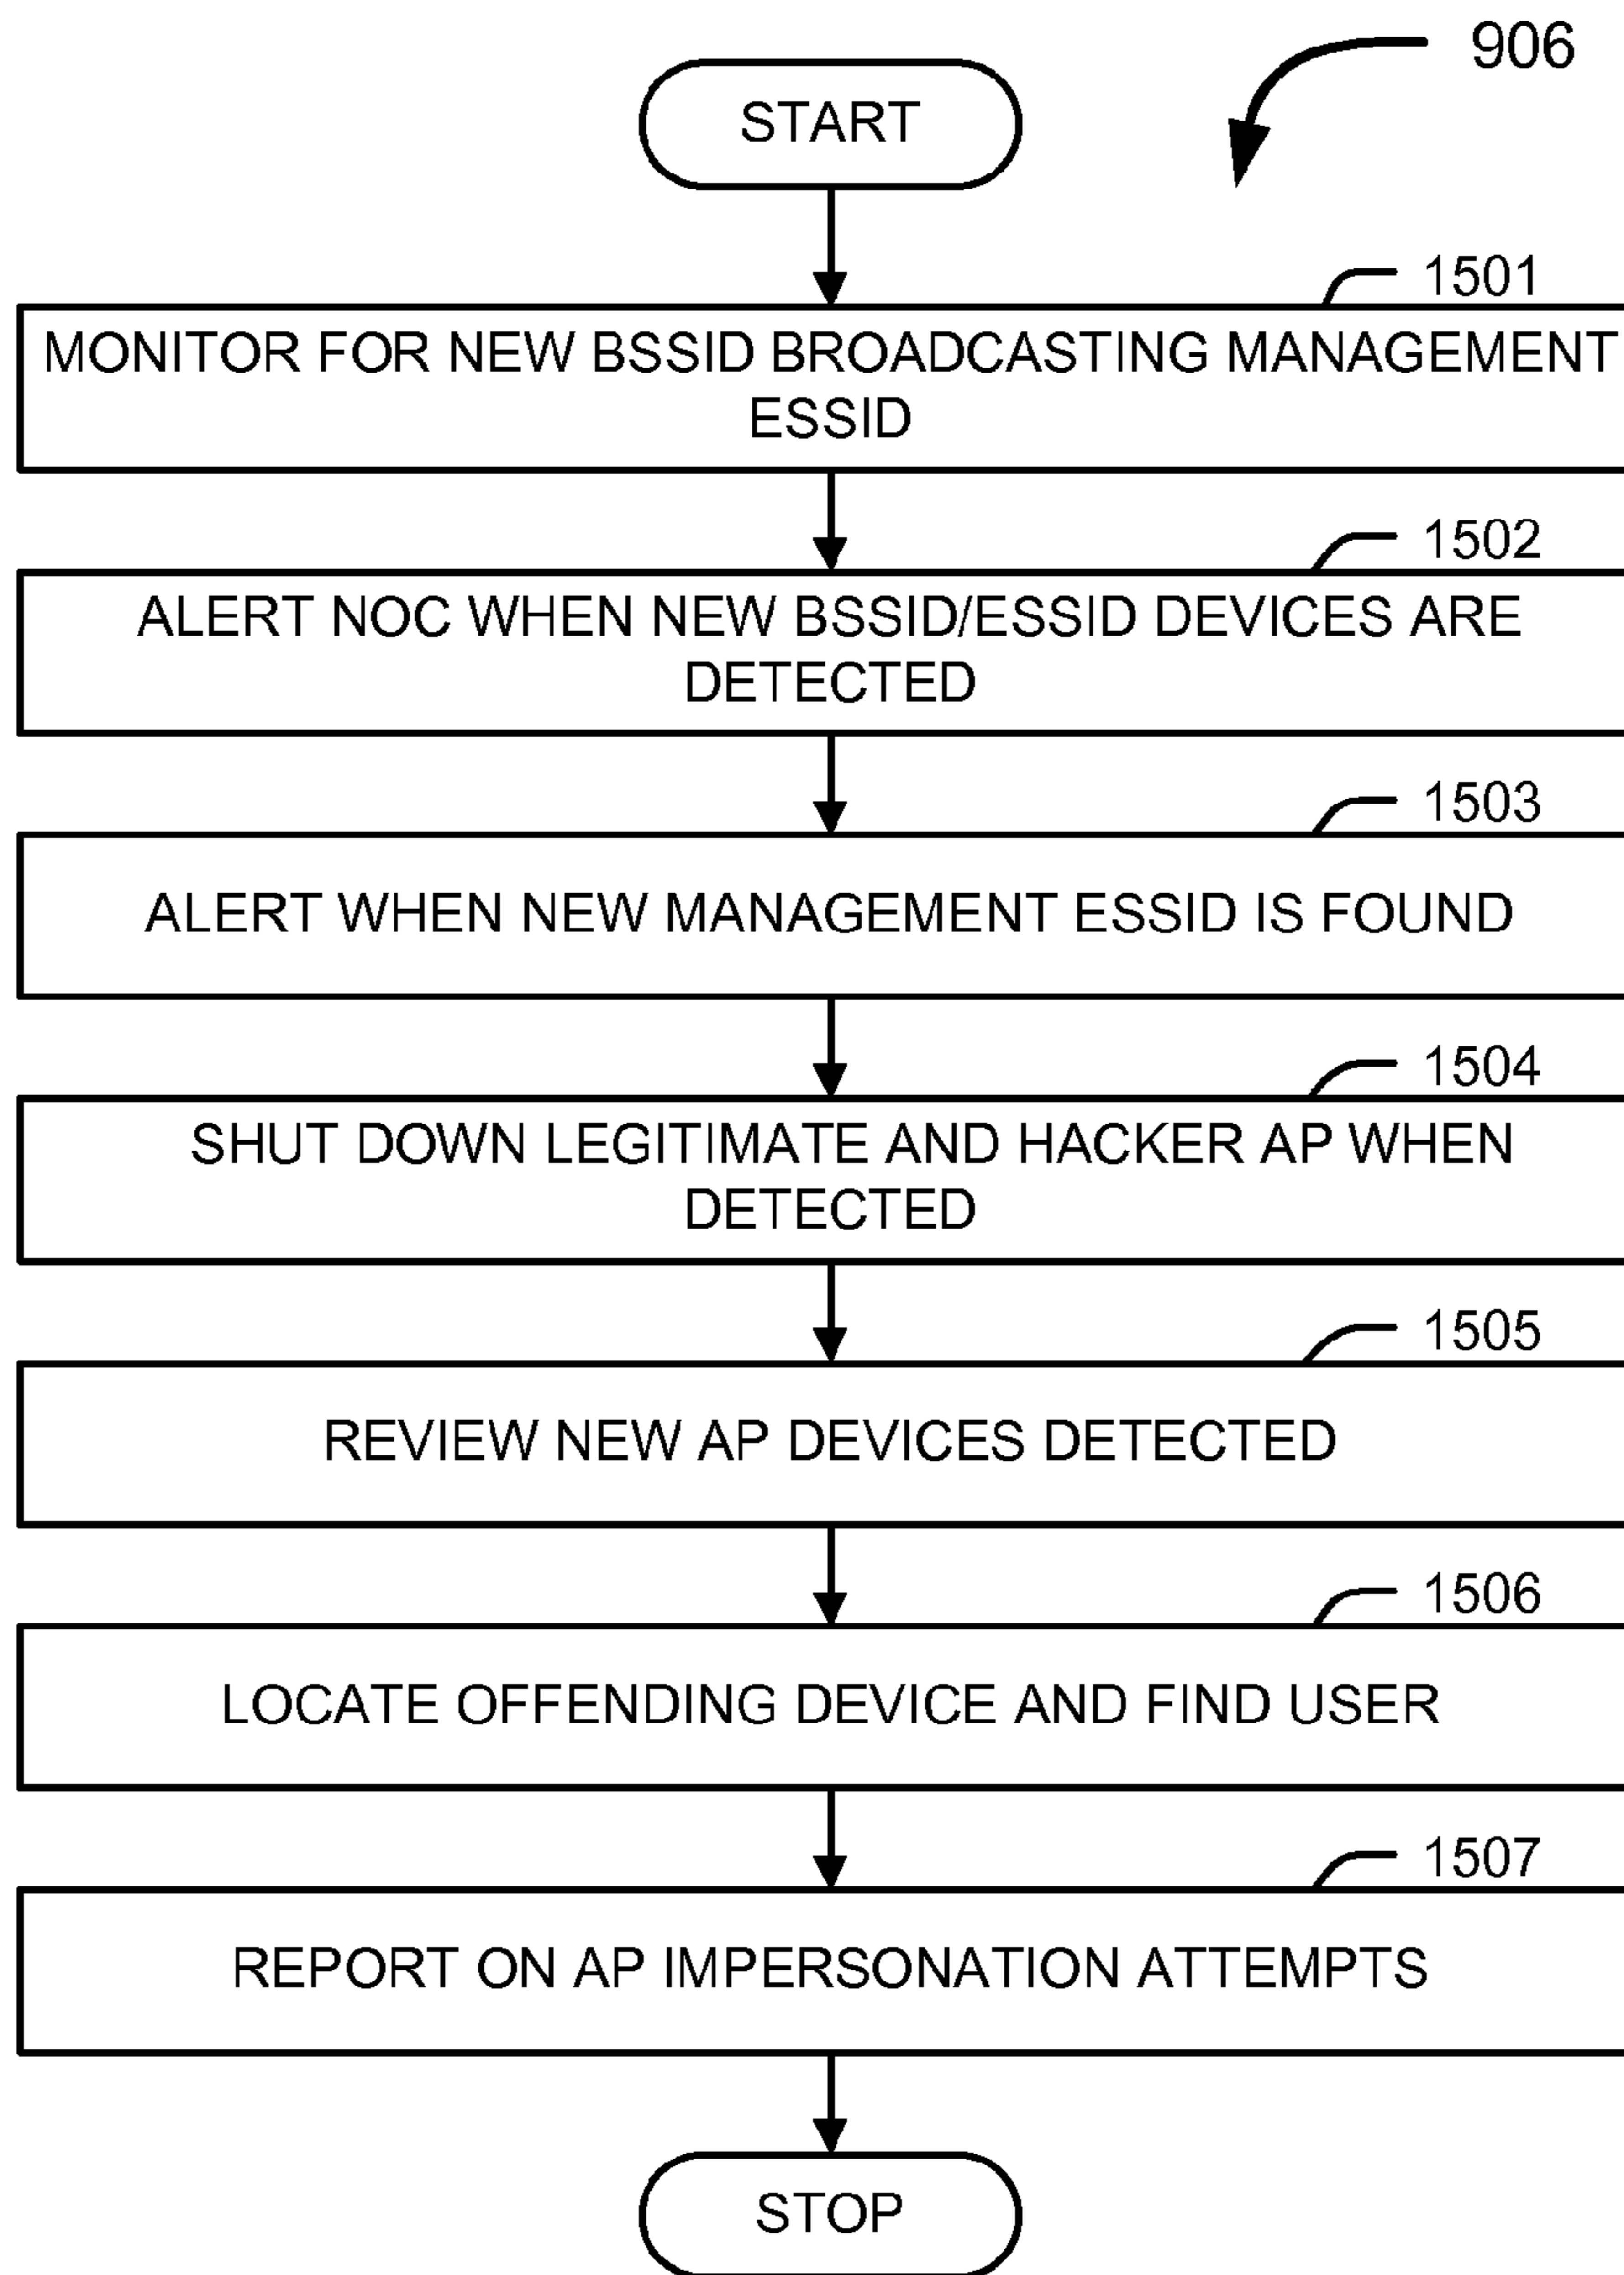 906
START
1501
MONITOR FOR NEW BSSID BROADCASTING MANAGEMENT
ESSID
1502
ALERT NOC WHEN NEW BSSID/ESSID DEVICES ARE
DETECTED
1503
ALERT WHEN NEW MANAGEMENT ESSID IS FOUND
1504
SHUT DOWN LEGITIMATE AND HACKER AP WHEN
DETECTED
1505
REVIEW NEW AP DEVICES DETECTED
1506
LOCATE OFFENDING DEVICE AND FIND USER
1507
REPORT ON AP IMPERSONATION ATTEMPTS
STOP